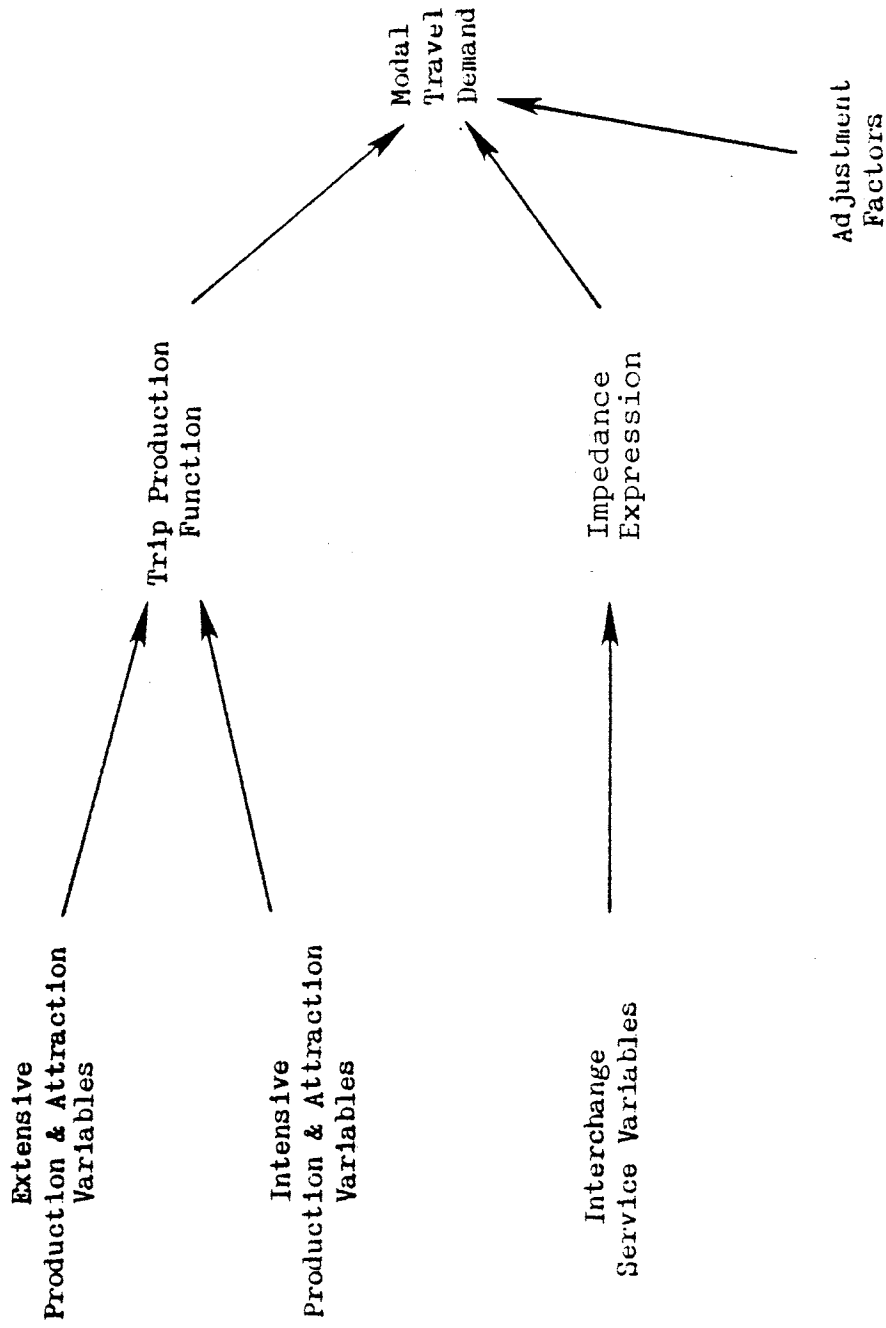 Extensive
Production & Attraction
Variables
Intensive
Production & Attraction
Variables
Interchange
Service Variables
Trip Production
Function
Impedance
Expression
Modal
Travel
Demand
Adjustment
Factors